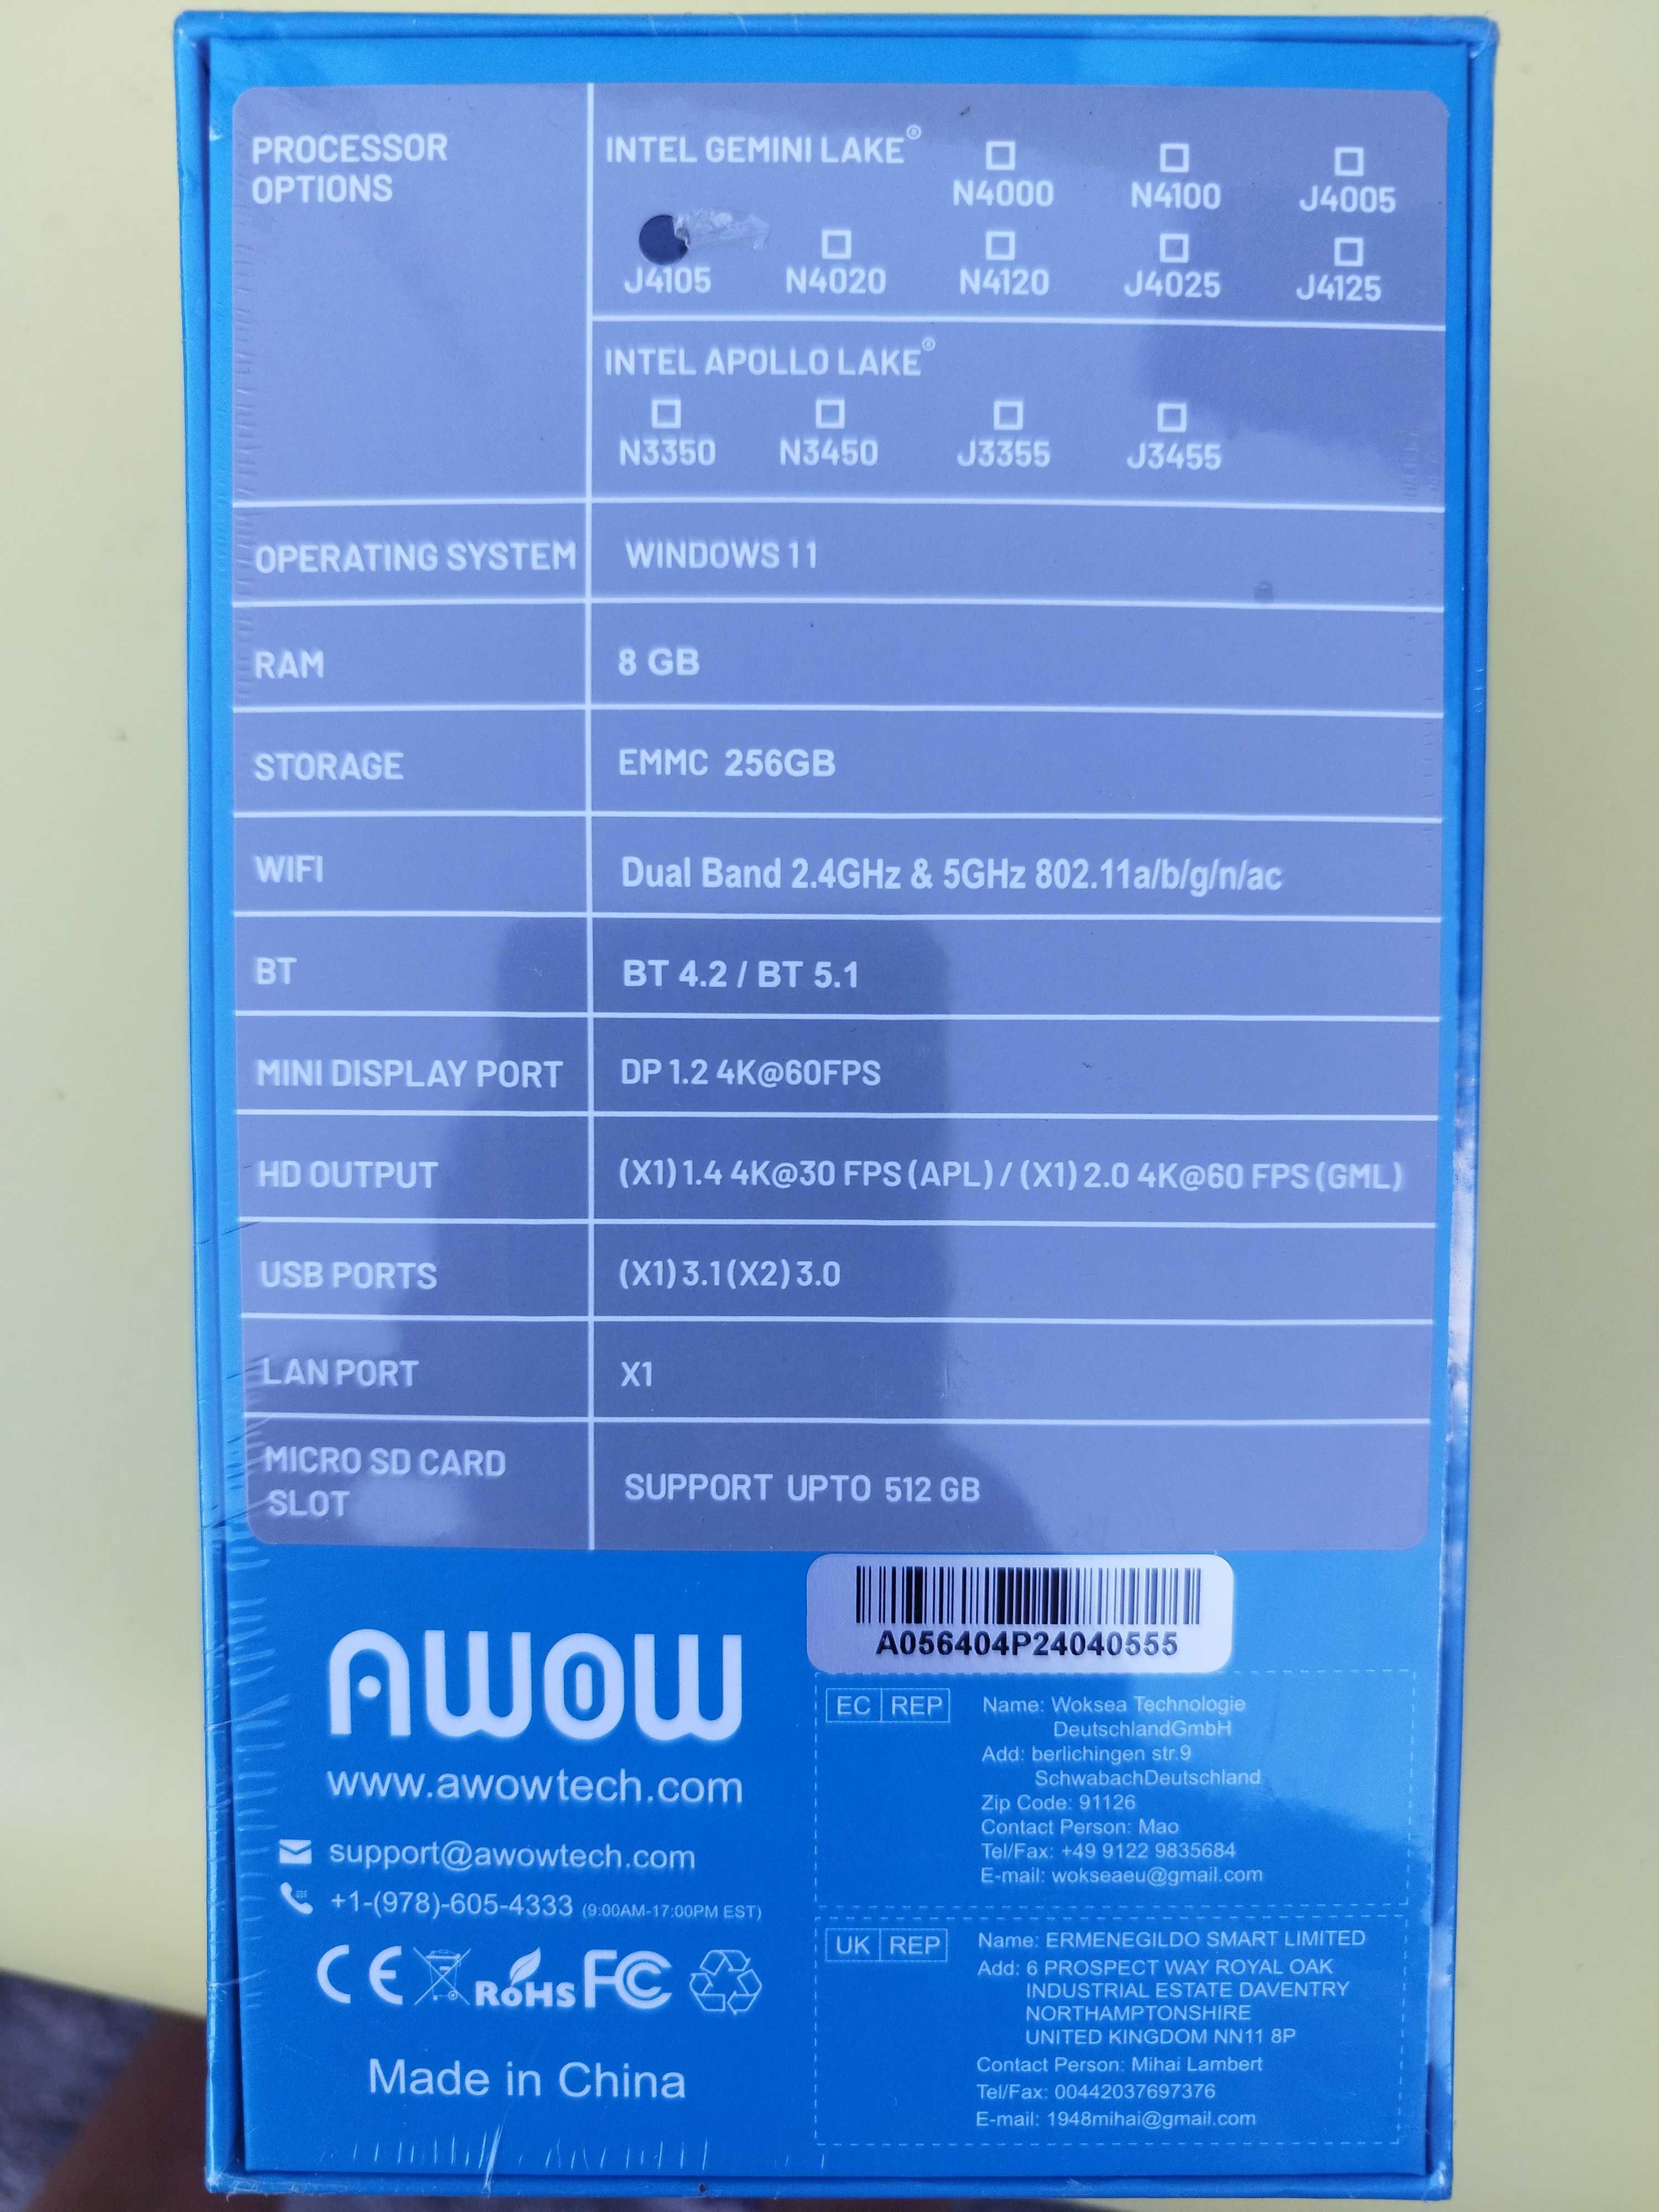 PROCESSOR
OPTIONS
INTEL GEMINI LAKE®
N4000 N4100 J4005
J4105 N4020 N4120 J4025 J4125
INTEL APOLLO LAKE®
N3350 N3450 J3355 J3455
OPERATING SYSTEM WINDOWS 11
RAM 8 GB
STORAGE EMMC 256GB
WIFI Dual Band 2.4GHz & 5GHz 802.11a/b/g/n/ac
BT BT 4.2 / BT 5.1
MINI DISPLAY PORT DP 1.2 4K@60FPS
HD OUTPUT (X1) 1.4 4K@30 FPS (APL) / (X1) 2.0 4K@60 FPS (GML)
USB PORTS (X1) 3.1 (X2) 3.0
LAN PORT X1
MICRO SD CARD
SLOT
SUPPORT UPTO 512 GB
A056404P24040555
AWOW
www.awowtech.com
support@awowtech.com
+1-(978)-605-4333 (9:00AM-17:00PM EST)
CE RoHS FC
Made in China
EC REP
Name: Woksea Technologie
DeutschlandGmbH
Add: berlichingen str.9
SchwabachDeutschland
Zip Code: 91126
Contact Person: Mao
Tel/Fax: +49 9122 9835684
E-mail: wokseaeu@gmail.com
UK REP
Name: ERMENEGILDO SMART LIMITED
Add: 6 PROSPECT WAY ROYAL OAK
INDUSTRIAL ESTATE DAVENTRY
NORTHAMPTONSHIRE
UNITED KINGDOM NN11 8P
Contact Person: Mihai Lambert
Tel/Fax: 00442037697376
E-mail: 1948mihai@gmail.com